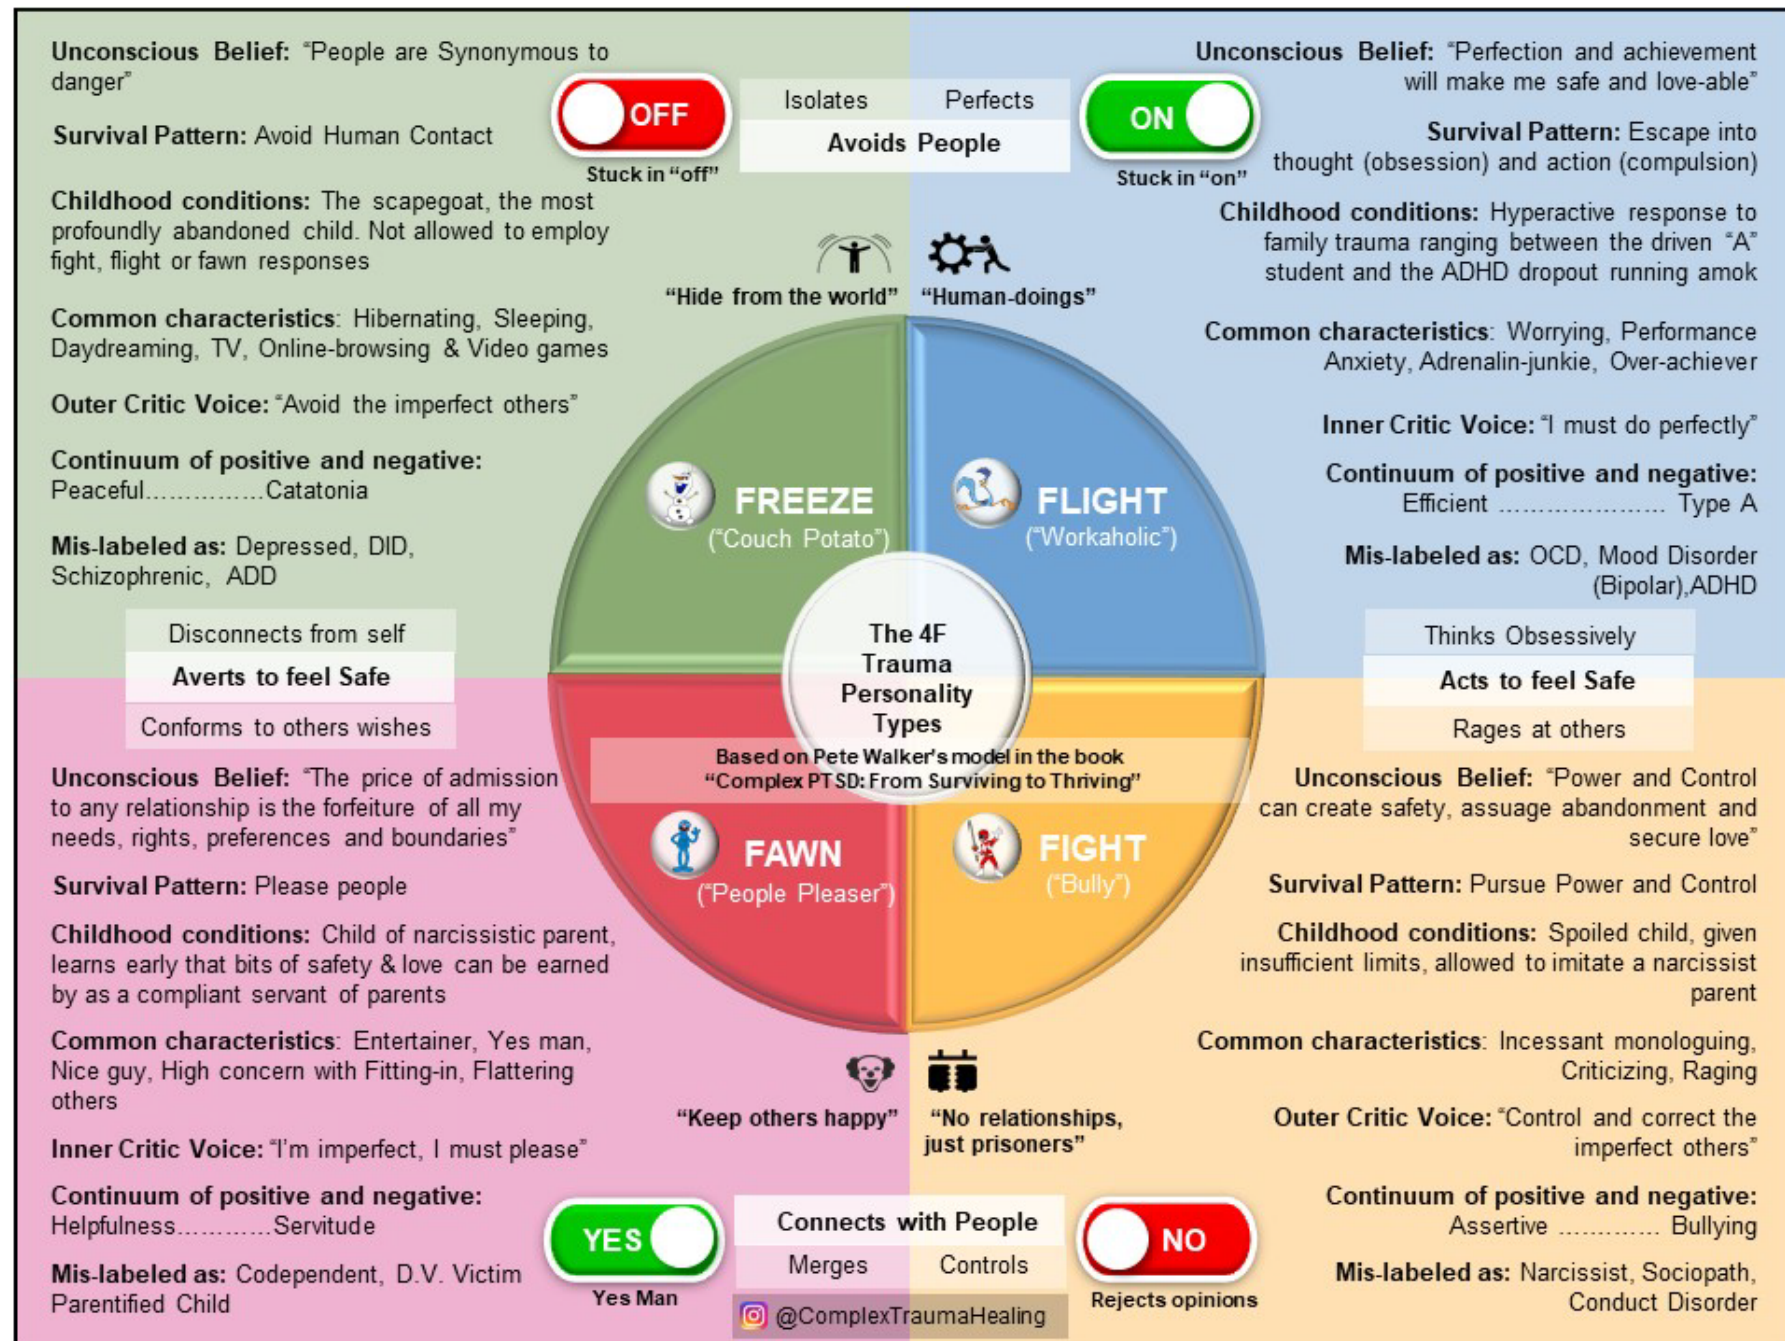 Unconscious Belief: "People are Synonymous to
danger"
Survival Pattern: Avoid Human Contact
Childhood conditions: The scapegoat, the most
profoundly abandoned child. Not allowed to employ
fight, flight or fawn responses
Common characteristics: Hibernating, Sleeping,
Daydreaming, TV, Online-browsing & Video games
Outer Critic Voice: "Avoid the imperfect others"
Continuum of positive and negative:
Peaceful...............Catatonia
Mis-labeled as: Depressed, DID,
Schizophrenic, ADD
OFF
Stuck in "off"
Isolates Perfects
Avoids People
ON
Stuck in "on"
Unconscious Belief: "Perfection and achievement
will make me safe and love-able"
Survival Pattern: Escape into
thought (obsession) and action (compulsion)
Childhood conditions: Hyperactive response to
family trauma ranging between the driven "A"
student and the ADHD dropout running amok
Common characteristics: Worrying, Performance
Anxiety, Adrenalin-junkie, Over-achiever
Inner Critic Voice: "I must do perfectly"
Continuum of positive and negative:
Efficient ..................... Type A
Mis-labeled as: OCD, Mood Disorder
(Bipolar),ADHD
"Hide from the world"
"Human-doings"
FREEZE
("Couch Potato")
FLIGHT
("Workaholic")
The 4F
Trauma
Personality
Types
Based on Pete Walker's model in the book
"Complex PTSD: From Surviving to Thriving"
FAWN
("People Pleaser")
FIGHT
("Bully")
Disconnects from self
Averts to feel Safe
Conforms to others wishes
Thinks Obsessively
Acts to feel Safe
Rages at others
Unconscious Belief: "The price of admission
to any relationship is the forfeiture of all my
needs, rights, preferences and boundaries"
Survival Pattern: Please people
Childhood conditions: Child of narcissistic parent,
learns early that bits of safety & love can be earned
by as a compliant servant of parents
Common characteristics: Entertainer, Yes man,
Nice guy, High concern with Fitting-in, Flattering
others
Inner Critic Voice: "I'm imperfect, I must please"
Continuum of positive and negative:
Helpfulness............Servitude
Mis-labeled as: Codependent, D.V. Victim
Parentified Child
"Keep others happy"
"No relationships,
just prisoners"
YES
Yes Man
Connects with People
Merges Controls
@ComplexTraumaHealing
NO
Rejects opinions
Unconscious Belief: "Power and Control
can create safety, assuage abandonment and
secure love"
Survival Pattern: Pursue Power and Control
Childhood conditions: Spoiled child, given
insufficient limits, allowed to imitate a narcissist
parent
Common characteristics: Incessant monologuing,
Criticizing, Raging
Outer Critic Voice: "Control and correct the
imperfect others"
Continuum of positive and negative:
Assertive ............. Bullying
Mis-labeled as: Narcissist, Sociopath,
Conduct Disorder